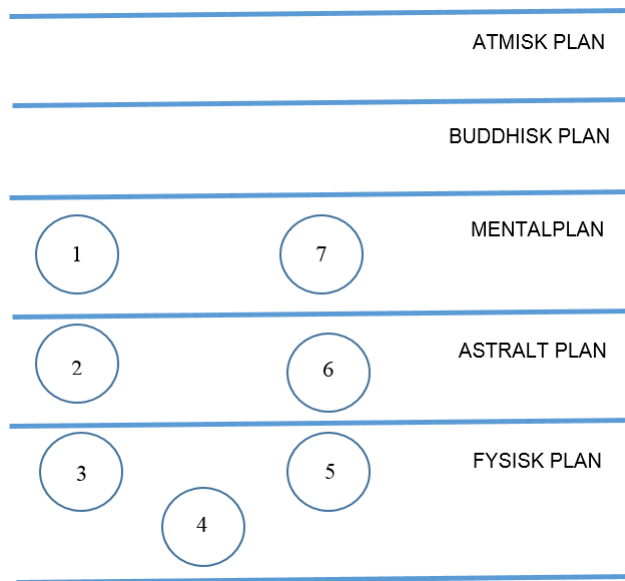 ATMISK PLAN
BUDDHISK PLAN
MENTALPLAN
1 7
ASTRALT PLAN
2 6
FYSISK PLAN
3 5
4